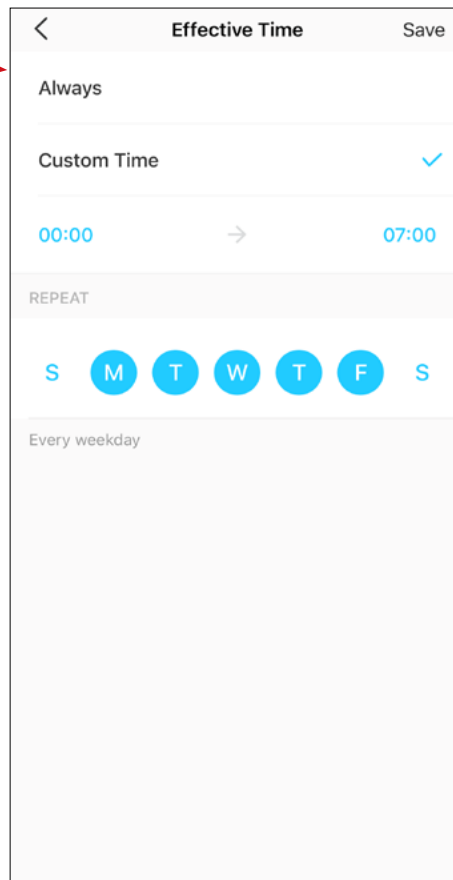 Effective Time Save
Always
Custom Time
00:00 → 07:00
REPEAT
S M T W T F S
Every weekday